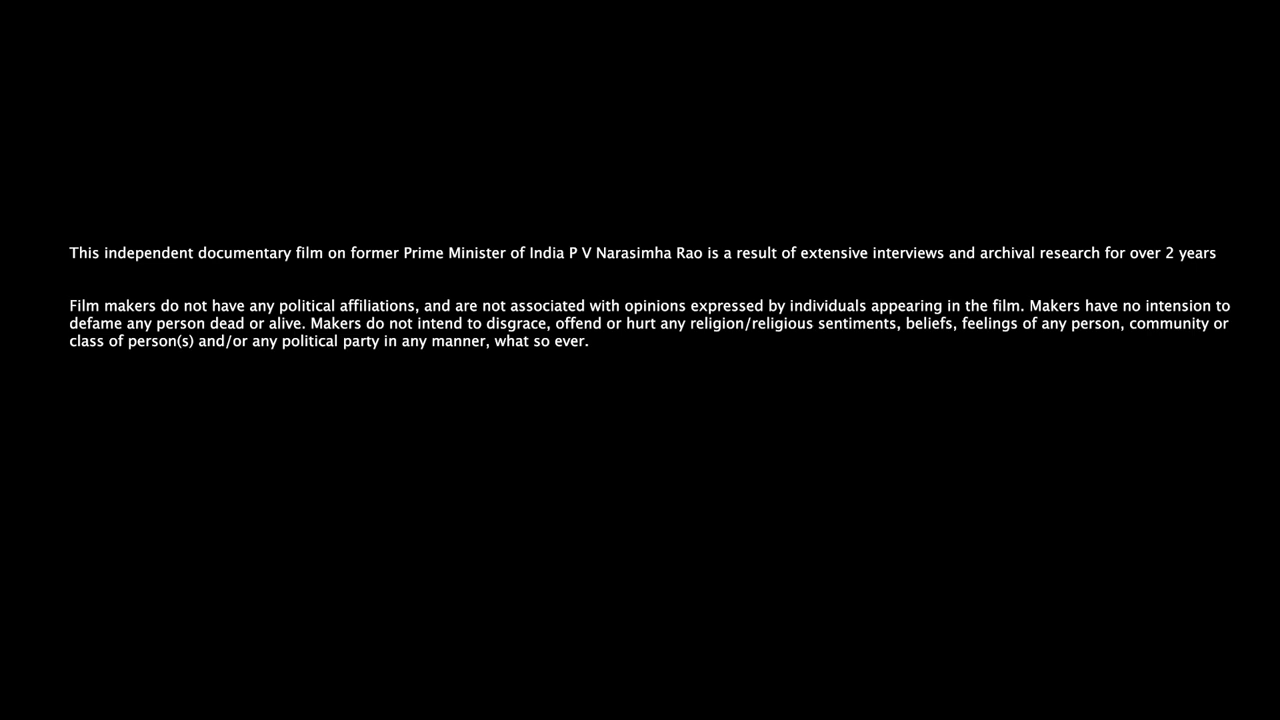 This independent documentary film on former Prime Minister of India P V Narasimha Rao is a result of extensive interviews and archival research for over 2 years
Film makers do not have any political affiliations, and are not associated with opinions expressed by individuals appearing in the film. Makers have no intension to
defame any person dead or alive. Makers do not intend to disgrace, offend or hurt any religion/religious sentiments, beliefs, feelings of any person, community or
class of person(s) and/or any political party in any manner, what so ever.